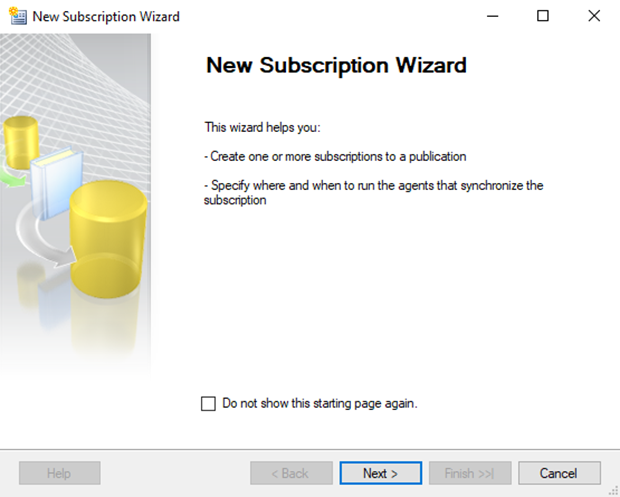 New Subscription Wizard
New Subscription Wizard
This wizard helps you:
- Create one or more subscriptions to a publication
- Specify where and when to run the agents that synchronize the
subscription
Do not show this starting page again.
Help
< Back
Next >
Finish >>|
Cancel